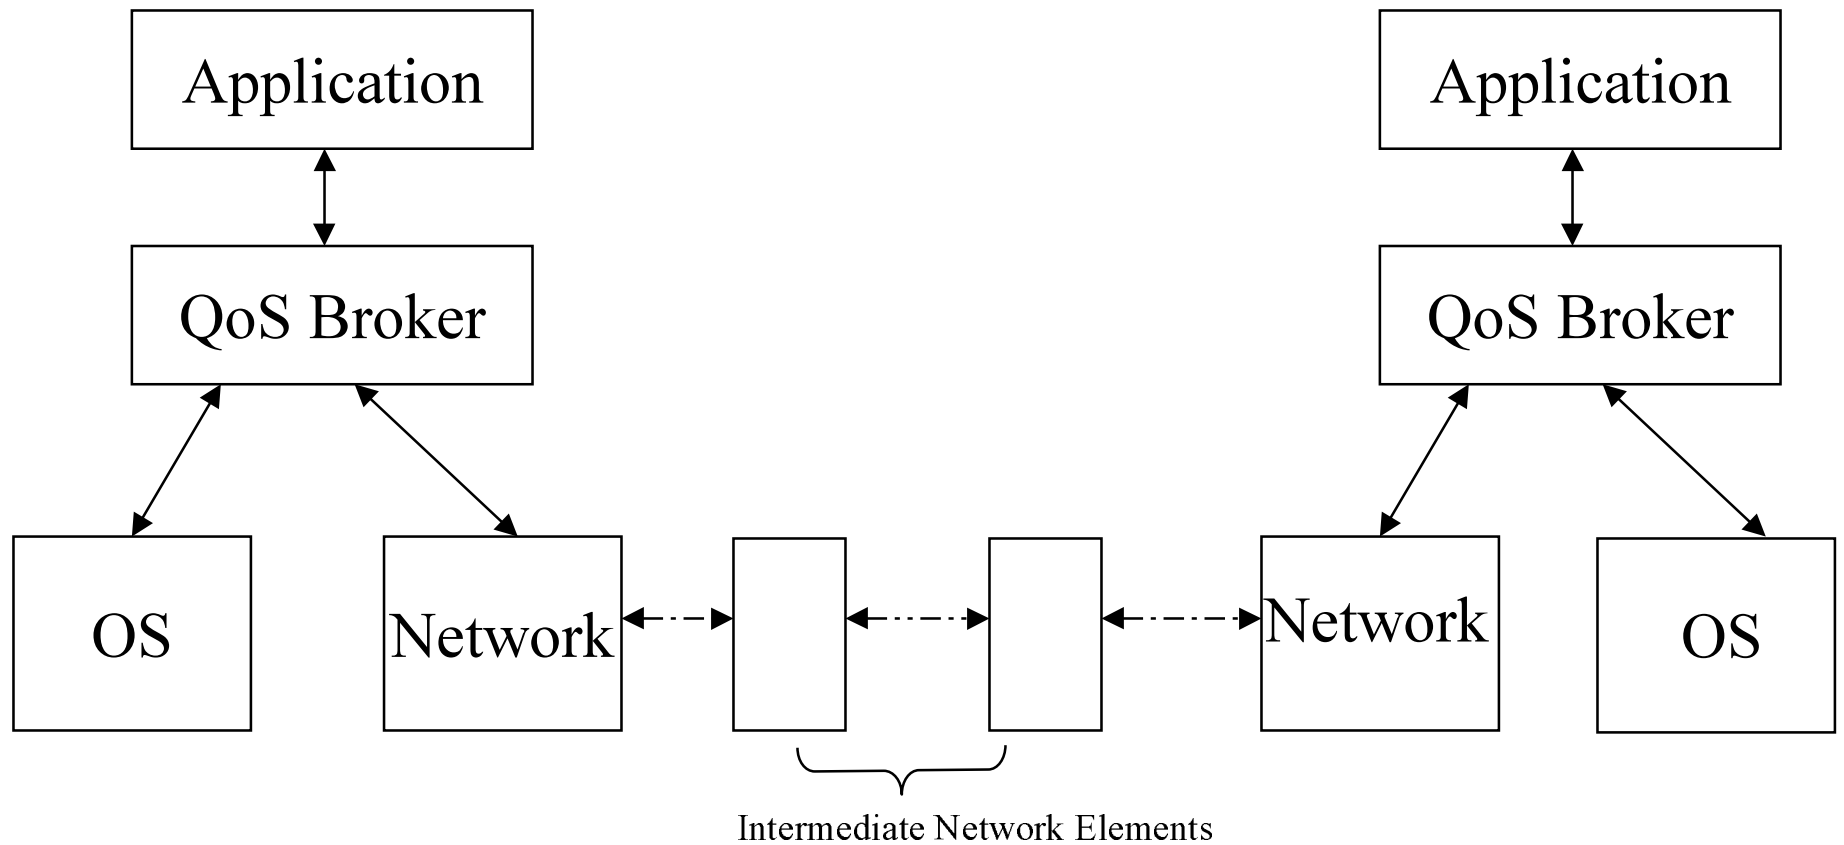 Application
Application
QoS Broker
QoS Broker
OS
Network
Network
OS
Intermediate Network Elements